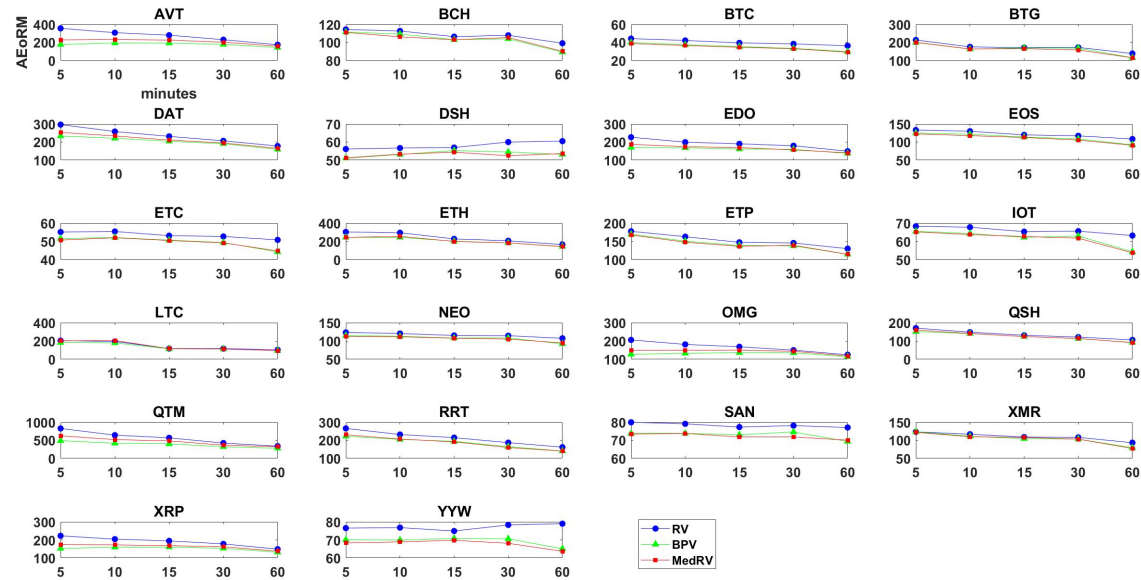 AVT BCH BTC BTG
AEoRM
400 200 0
120 100 80
60 40 20
300 200 100
5 10 15 30 60 5 10 15 30 60 5 10 15 30 60 5 10 15 30 60
minutes
DAT DSH EDO EOS
300 200 100
70 60 50
300 200 100
150 100 50
5 10 15 30 60 5 10 15 30 60 5 10 15 30 60 5 10 15 30 60
ETC ETH ETP IOT
60 50 40
400 200 0
200 150 100
70 60 50
5 10 15 30 60 5 10 15 30 60 5 10 15 30 60 5 10 15 30 60
LTC NEO OMG QSH
400 200 0
150 100 50
300 200 100
200 100 0
5 10 15 30 60 5 10 15 30 60 5 10 15 30 60 5 10 15 30 60
QTM RRT SAN XMR
1000 500 0
300 200 100
80 70 60
150 100 50
5 10 15 30 60 5 10 15 30 60 5 10 15 30 60 5 10 15 30 60
XRP YYW
300 200 100
80 70 60
5 10 15 30 60 5 10 15 30 60
RV
BPV
MedRV